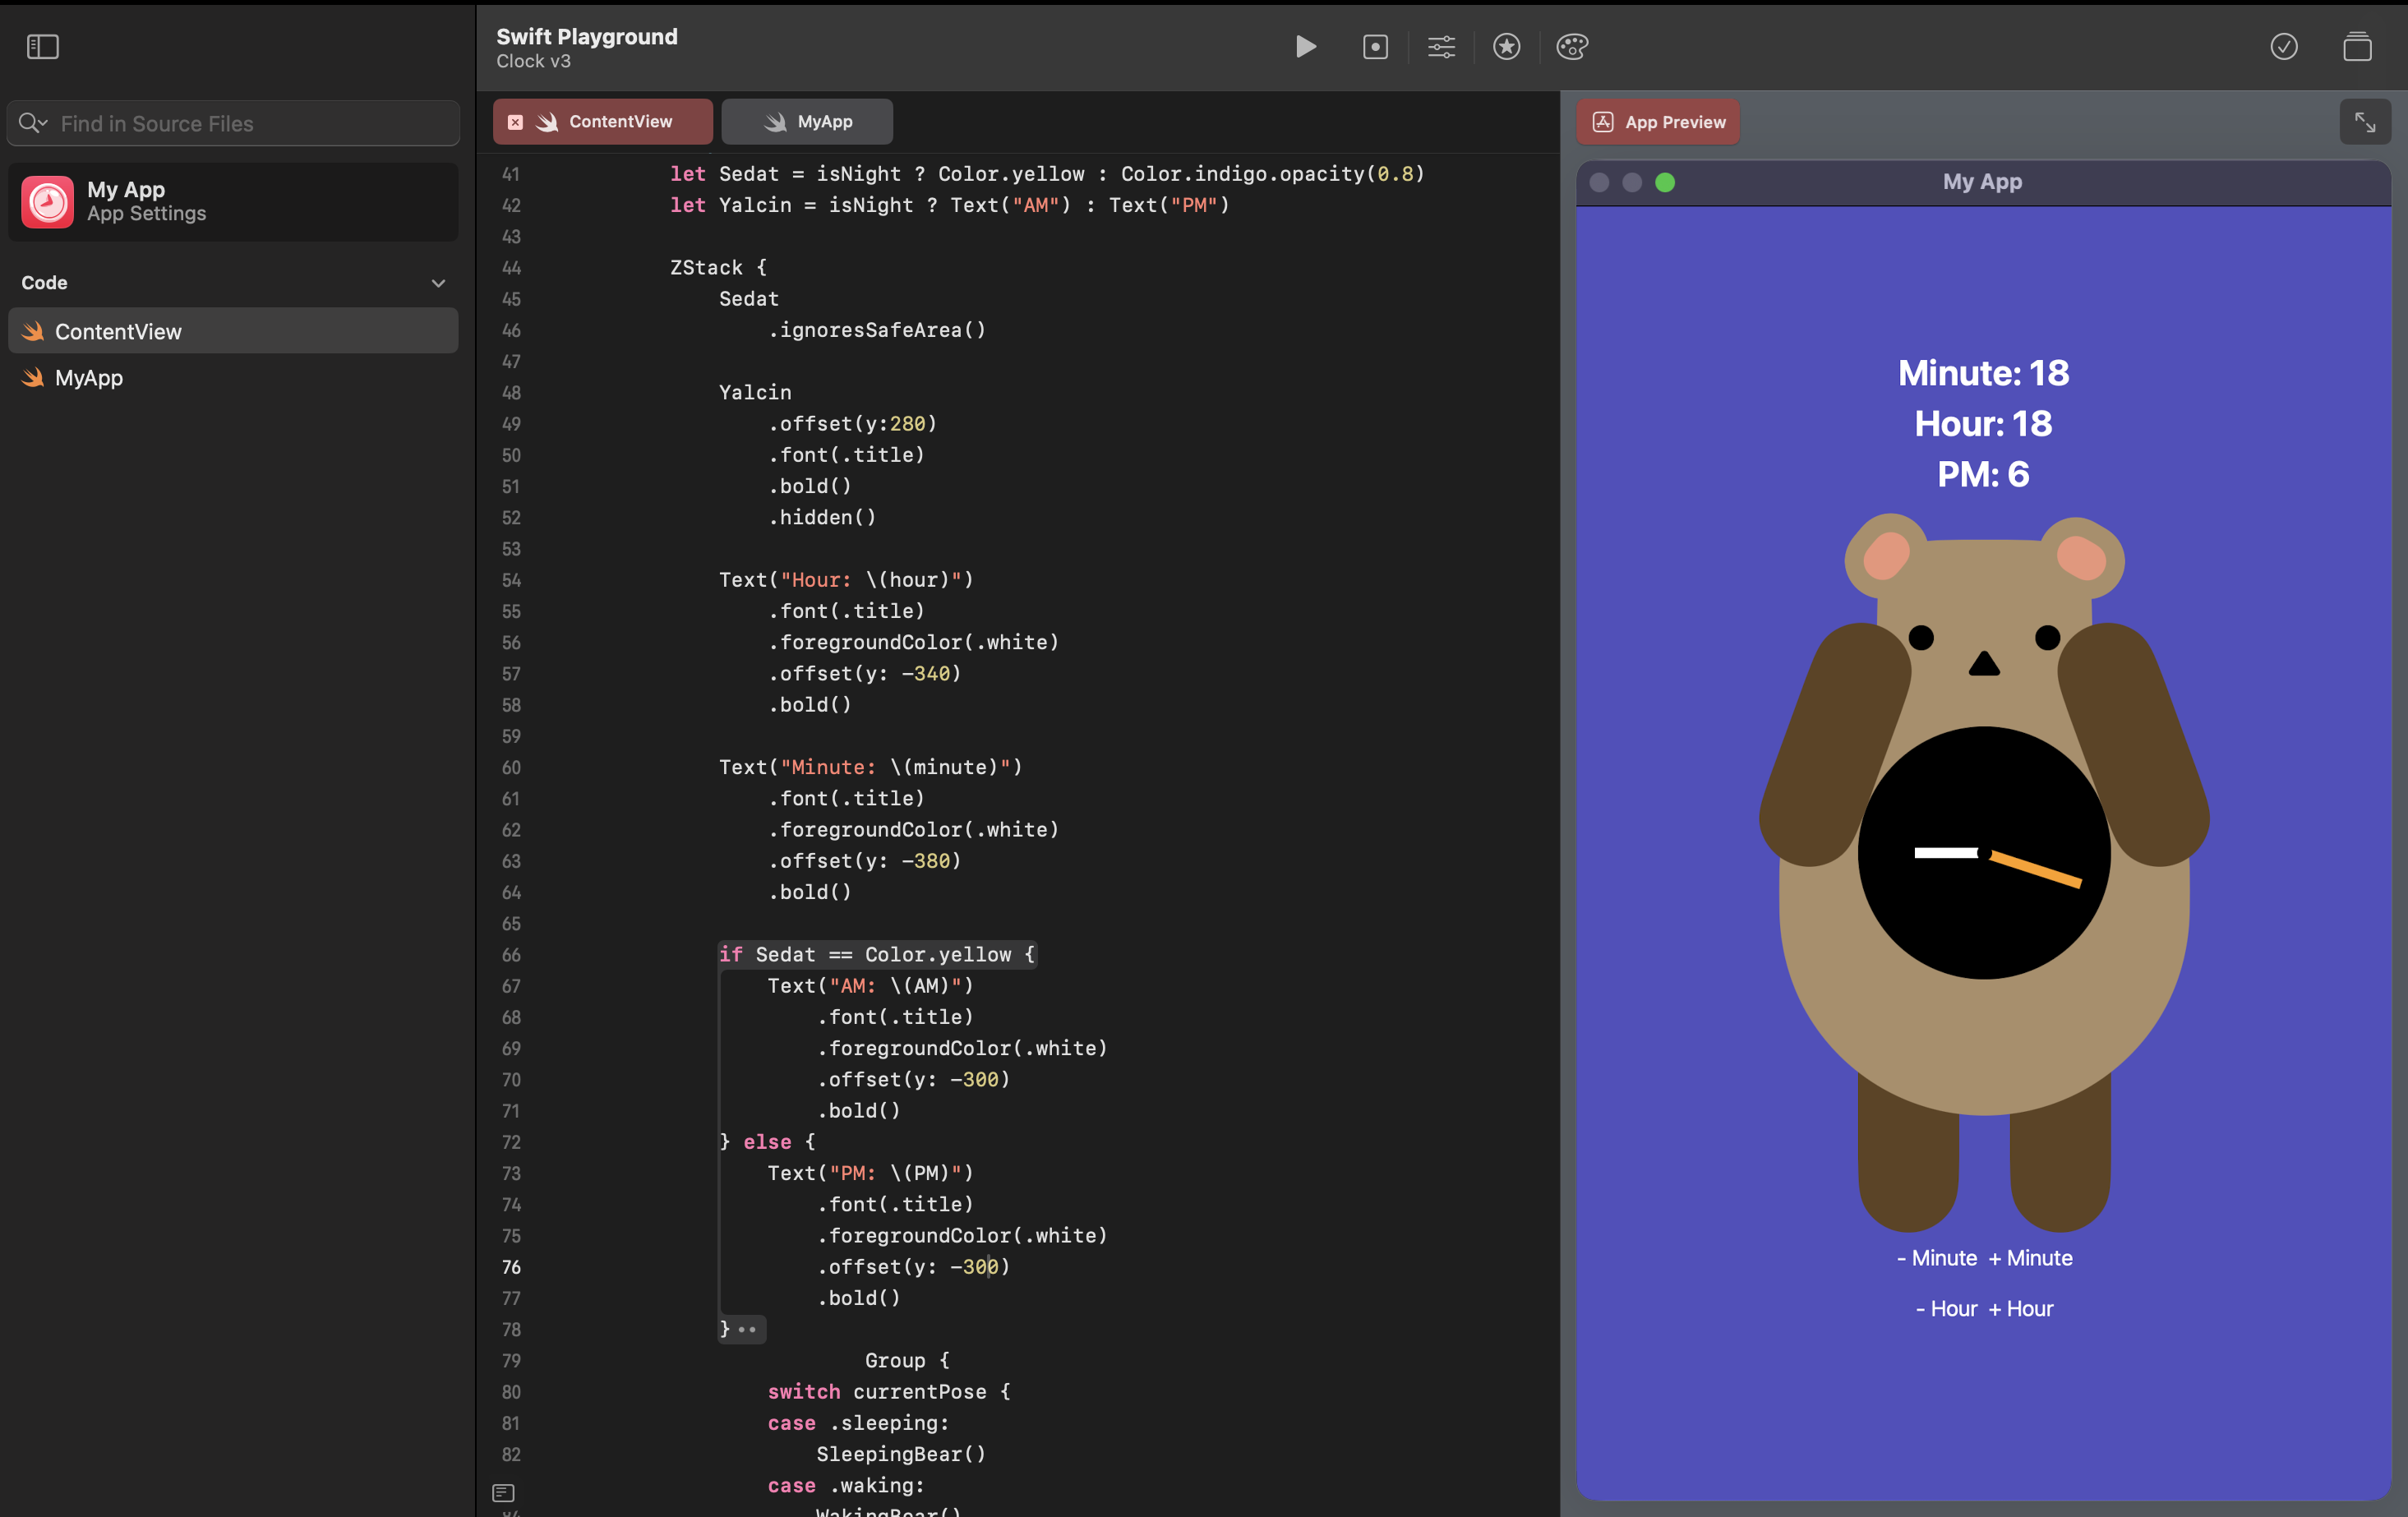 Swift Playground
Clock v3
Find in Source Files
My App
App Settings
Code
ContentView
MyApp
ContentView
MyApp
41 let Sedat = isNight ? Color.yellow : Color.indigo.opacity(0.8)
42 let Yalcin = isNight ? Text("AM") : Text("PM")
43
44 ZStack {
45 Sedat
46 .ignoresSafeArea()
47
48 Yalcin
49 .offset(y:280)
50 .font(.title)
51 .bold()
52 .hidden()
53
54 Text("Hour: \(hour)")
55 .font(.title)
56 .foregroundColor(.white)
57 .offset(y: -340)
58 .bold()
59
60 Text("Minute: \(minute)")
61 .font(.title)
62 .foregroundColor(.white)
63 .offset(y: -380)
64 .bold()
65
66 if Sedat == Color.yellow {
67 Text("AM: \(AM)")
68 .font(.title)
69 .foregroundColor(.white)
70 .offset(y: -300)
71 .bold()
72 } else {
73 Text("PM: \(PM)")
74 .font(.title)
75 .foregroundColor(.white)
76 .offset(y: -300)
77 .bold()
78 }
79 Group {
80 switch currentPose {
81 case .sleeping:
82 SleepingBear()
case .waking:
84 WakingBear()
App Preview
My App
Minute: 18
Hour: 18
PM: 6
- Minute + Minute
- Hour + Hour